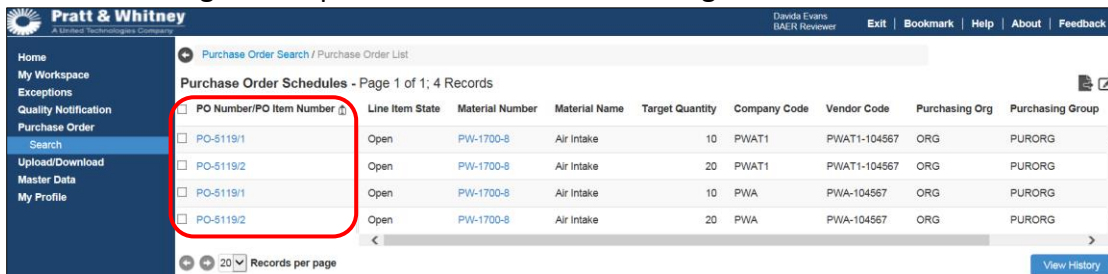 Pratt & Whitney
A United Technologies Company
Davida Evans
BAER Reviewer
Exit | Bookmark | Help | About | Feedback
Home
My Workspace
Exceptions
Quality Notification
Purchase Order
Search
Upload/Download
Master Data
My Profile
Purchase Order Search / Purchase Order List
Purchase Order Schedules - Page 1 of 1; 4 Records
PO Number/PO Item Number Line Item State Material Number Material Name Target Quantity Company Code Vendor Code Purchasing Org Purchasing Group
PO-5119/1 Open PW-1700-8 Air Intake 10 PWAT1 PWAT1-104567 ORG PURORG
PO-5119/2 Open PW-1700-8 Air Intake 20 PWAT1 PWAT1-104567 ORG PURORG
PO-5119/1 Open PW-1700-8 Air Intake 10 PWA PWA-104567 ORG PURORG
PO-5119/2 Open PW-1700-8 Air Intake 20 PWA PWA-104567 ORG PURORG
20 Records per page
View History